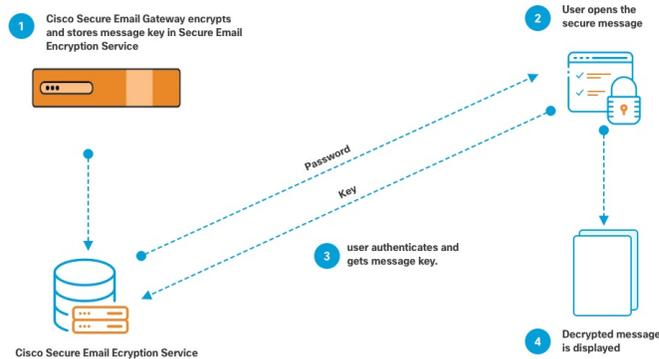 1
Cisco Secure Email Gateway encrypts
and stores message key in Secure Email
Encryption Service
2
User opens the
secure message
Password
Key
3
user authenticates and
gets message key.
Cisco Secure Email Ecryption Service
4
Decrypted message
is displayed